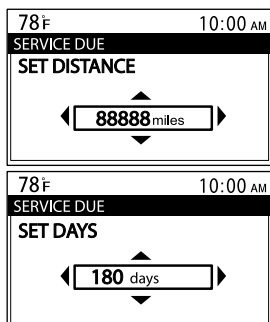 78°F 10:00 AM
SERVICE DUE
SET DISTANCE
88888 miles
78°F 10:00 AM
SERVICE DUE
SET DAYS
180 days